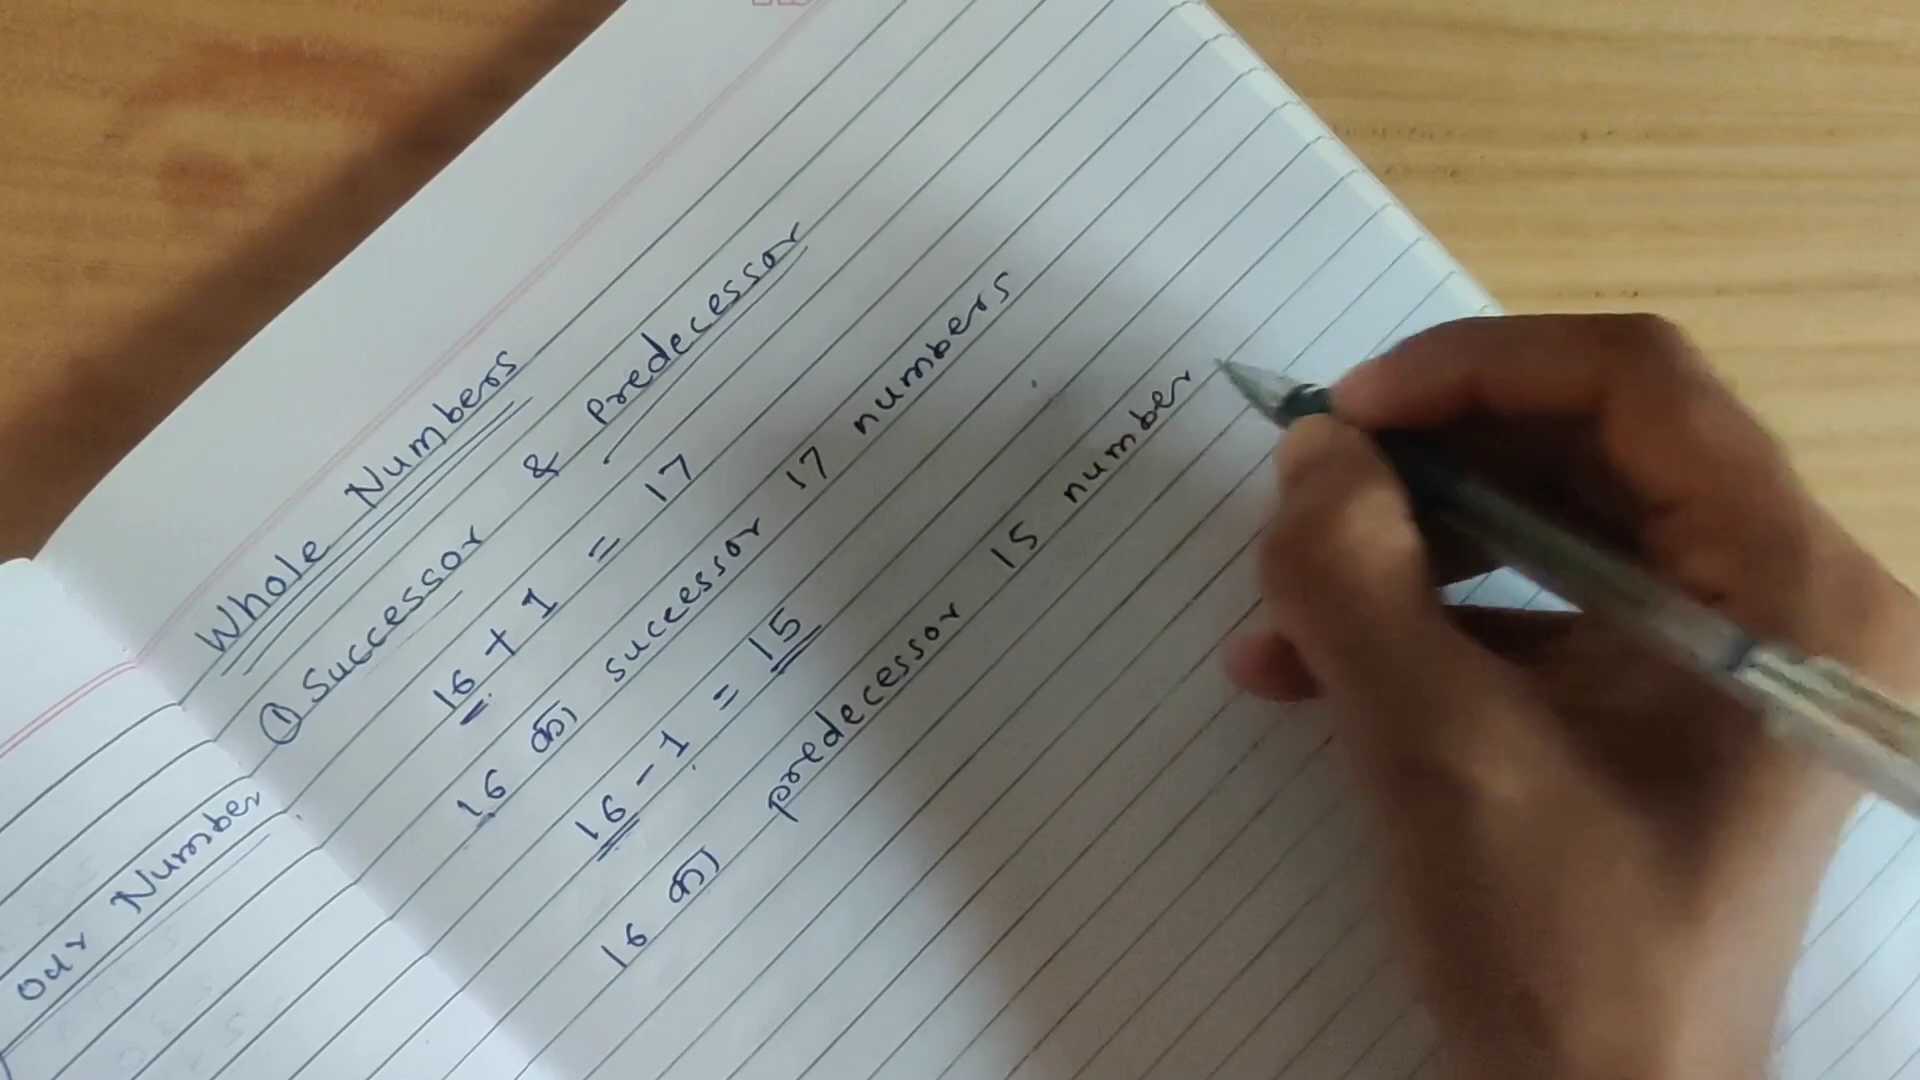 Whole Numbers
① Successor & Predecessor
16 + 1 = 17
16 का successor 17 numbers
16 - 1 = 15
16 का predecessor 15 number
our Number